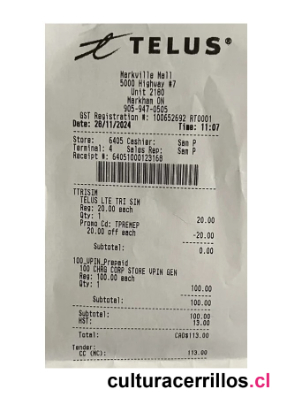 TELUS®
Markville Mall
5000 Highway #7
Unit 2160
Markham ON
905-947-0505
GST Registration #: 100652692 RT0001
Date: 28/11/2024 Time: 11:07
Store: 6405 Cashier: Sam P
Terminal: 4 Sales Rep: Sam P
Receipt #: 64051000123168
TTRISIM
TELUS LTE TRI SIM
Reg: 20.00 each
Qty: 1 20.00
Promo Cd: TPREMEP
20.00 off each -20.00
Subtotal: 0.00
100_VPIN_Prepaid
100 CHRG CORP STORE VPIN GEN
Reg: 100.00 each
Qty: 1 100.00
Subtotal: 100.00
Subtotal: 100.00
HST: 13.00
Total: CAD$113.00
Tender:
CC (MC): 113.00
culturacerrillos.cl